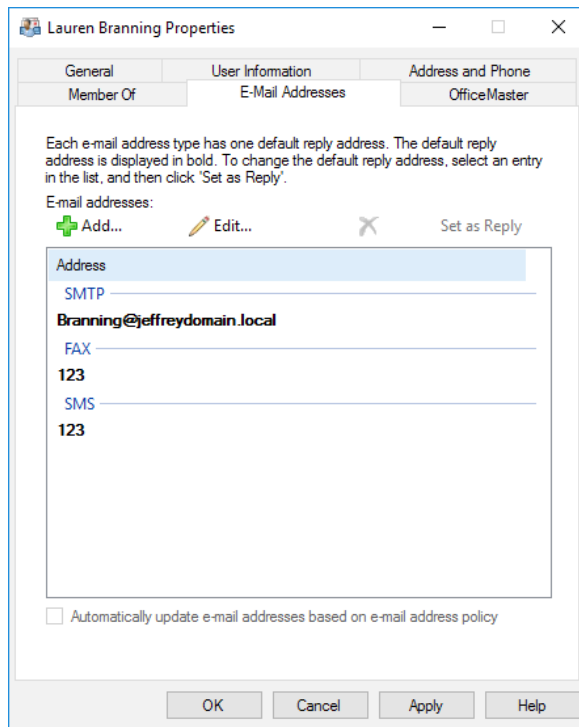 Lauren Branning Properties
General
User Information
Address and Phone
Member Of
E-Mail Addresses
OfficeMaster
Each e-mail address type has one default reply address. The default reply
address is displayed in bold. To change the default reply address, select an entry
in the list, and then click 'Set as Reply'.
E-mail addresses:
Add...
Edit...
Set as Reply
Address
SMTP
Branning@jeffreydomain.local
FAX
123
SMS
123
Automatically update e-mail addresses based on e-mail address policy
OK
Cancel
Apply
Help